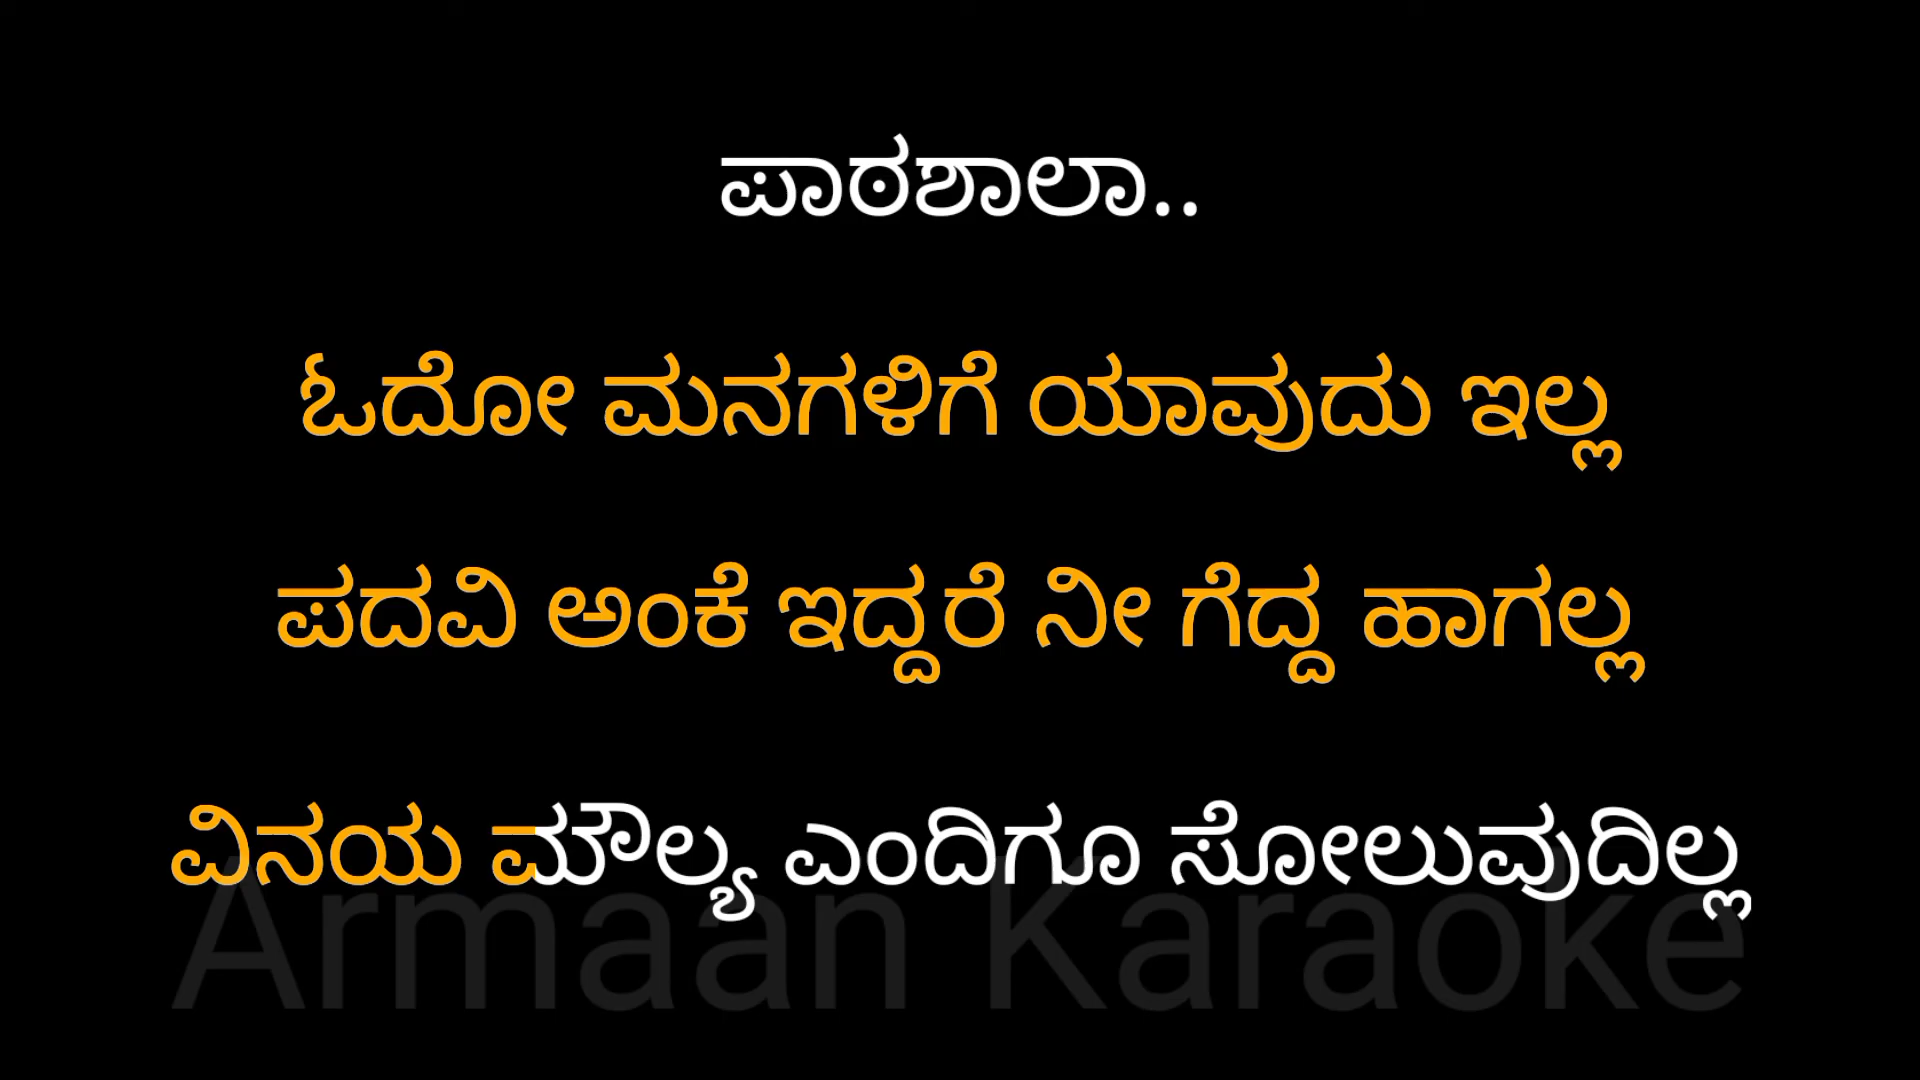 ಪಾಠಶಾಲಾ..
ಓದೋ ಮನಗಳಿಗೆ ಯಾವುದು ಇಲ್ಲ
ಪದವಿ ಅಂಕೆ ಇದ್ದರೆ ನೀ ಗೆದ್ದ ಹಾಗಲ್ಲ
ವಿನಯ ಮೌಲ್ಯ ಎಂದಿಗೂ ಸೋಲುವುದಿಲ್ಲ
Armaan Karaoke